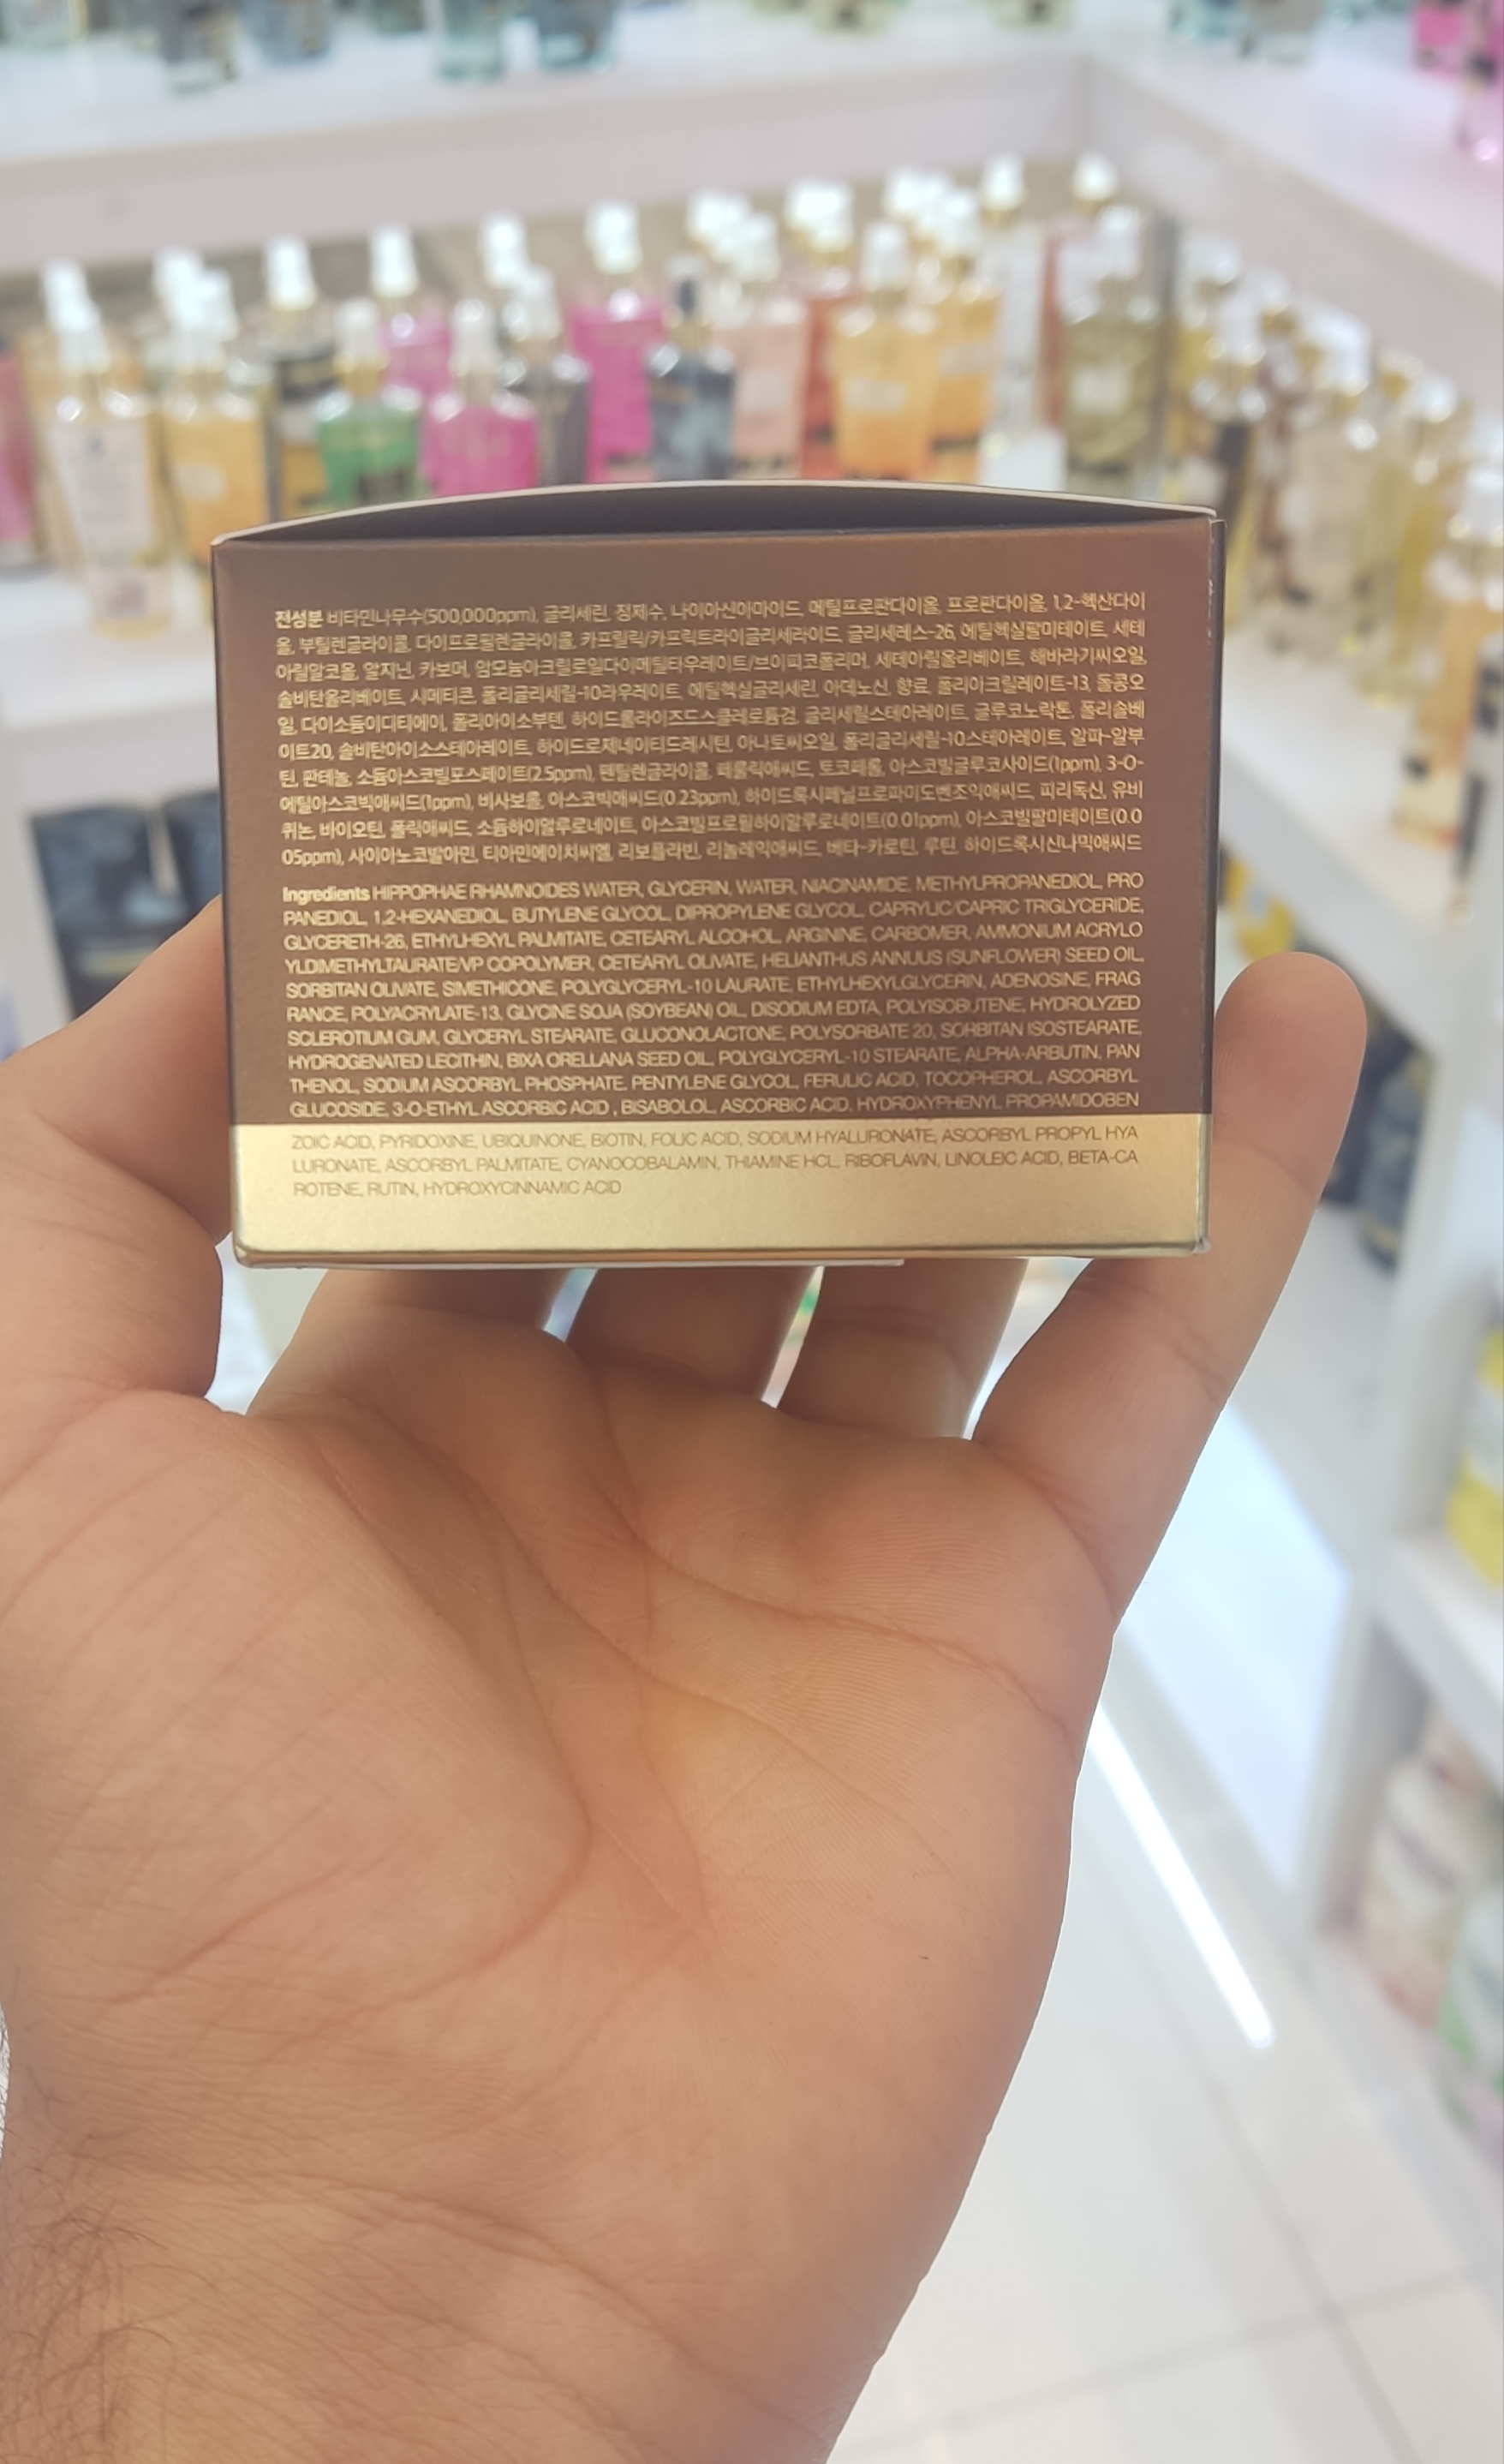 전성분 비타민나무수(500,000ppm), 글리세린, 정제수, 나이아신아마이드, 메틸프로판다이올, 프로판다이올, 1,2-헥산다이
올, 부틸렌글라이콜, 다이프로필렌글라이콜, 카프릴릭/카프릭트라이글리세라이드, 글리세레스-26, 에틸헥실팔미테이트, 세테
아릴알코올, 알지닌, 카보머, 암모늄아크릴로일다이메틸타우레이트/브이피코폴리머, 세테아릴올리베이트, 해바라기씨오일,
솔비탄올리베이트, 시메티콘, 폴리글리세릴-10라우레이트, 에틸헥실글리세린, 아데노신, 향료, 폴리아크릴레이트-13, 돌콩오
일, 다이소듐이디티에이, 폴리아이소부텐, 하이드롤라이즈드스클레로튬검, 글리세릴스테아레이트, 글루코노락톤, 폴리솔베
이트20, 솔비탄아이소스테아레이트, 하이드로제네이티드레시틴, 아나토씨오일, 폴리글리세릴-10스테아레이트, 알파-알부
틴, 판테놀, 소듐아스코빌포스페이트(2.5ppm), 펜틸렌글라이콜, 페룰릭애씨드, 토코페롤, 아스코빌글루코사이드(1ppm), 3-O-
에틸아스코빅애씨드(1ppm), 비사보롤, 아스코빅애씨드(0.23ppm), 하이드록시페닐프로파미도벤조익애씨드, 피리독신, 유비
퀴논, 바이오틴, 폴릭애씨드, 소듐하이알루로네이트, 아스코빌프로필하이알루로네이트(0.01ppm), 아스코빌팔미테이트(0.0
05ppm), 사이아노코발아민, 티아민에이치씨엘, 리보플라빈, 리놀레익애씨드, 베타-카로틴, 루틴, 하이드록시신나믹애씨드
Ingredients HIPPOPHAE RHAMNOIDES WATER, GLYCERIN, WATER, NIACINAMIDE, METHYLPROPANEDIOL, PRO
PANEDIOL, 1,2-HEXANEDIOL, BUTYLENE GLYCOL, DIPROPYLENE GLYCOL, CAPRYLIC/CAPRIC TRIGLYCERIDE,
GLYCERETH-26, ETHYLHEXYL PALMITATE, CETEARYL ALCOHOL, ARGININE, CARBOMER, AMMONIUM ACRYLO
YLDIMETHYLTAURATE/VP COPOLYMER, CETEARYL OLIVATE, HELIANTHUS ANNUUS (SUNFLOWER) SEED OIL,
SORBITAN OLIVATE, SIMETHICONE, POLYGLYCERYL-10 LAURATE, ETHYLHEXYLGLYCERIN, ADENOSINE, FRAG
RANCE, POLYACRYLATE-13, GLYCINE SOJA (SOYBEAN) OIL, DISODIUM EDTA, POLYISOBUTENE, HYDROLYZED
SCLEROTIUM GUM, GLYCERYL STEARATE, GLUCONOLACTONE, POLYSORBATE 20, SORBITAN ISOSTEARATE,
HYDROGENATED LECITHIN, BIXA ORELLANA SEED OIL, POLYGLYCERYL-10 STEARATE, ALPHA-ARBUTIN, PAN
THENOL, SODIUM ASCORBYL PHOSPHATE, PENTYLENE GLYCOL, FERULIC ACID, TOCOPHEROL, ASCORBYL
GLUCOSIDE, 3-O-ETHYL ASCORBIC ACID , BISABOLOL, ASCORBIC ACID, HYDROXYPHENYL PROPAMIDOBEN
ZOIC ACID, PYRIDOXINE, UBIQUINONE, BIOTIN, FOLIC ACID, SODIUM HYALURONATE, ASCORBYL PROPYL HYA
LURONATE, ASCORBYL PALMITATE, CYANOCOBALAMIN, THIAMINE HCL, RIBOFLAVIN, LINOLEIC ACID, BETA-CA
ROTENE, RUTIN, HYDROXYCINNAMIC ACID